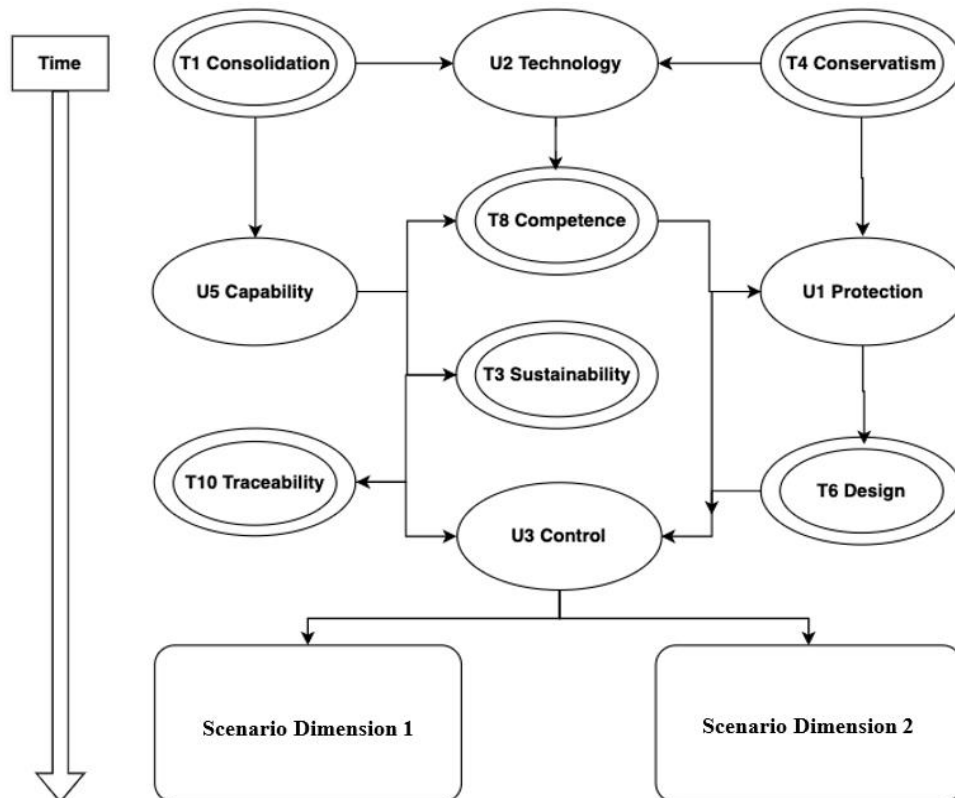 Time
T1 Consolidation
U2 Technology
T4 Conservatism
T8 Competence
U5 Capability
U1 Protection
T3 Sustainability
T10 Traceability
T6 Design
U3 Control
Scenario Dimension 1
Scenario Dimension 2